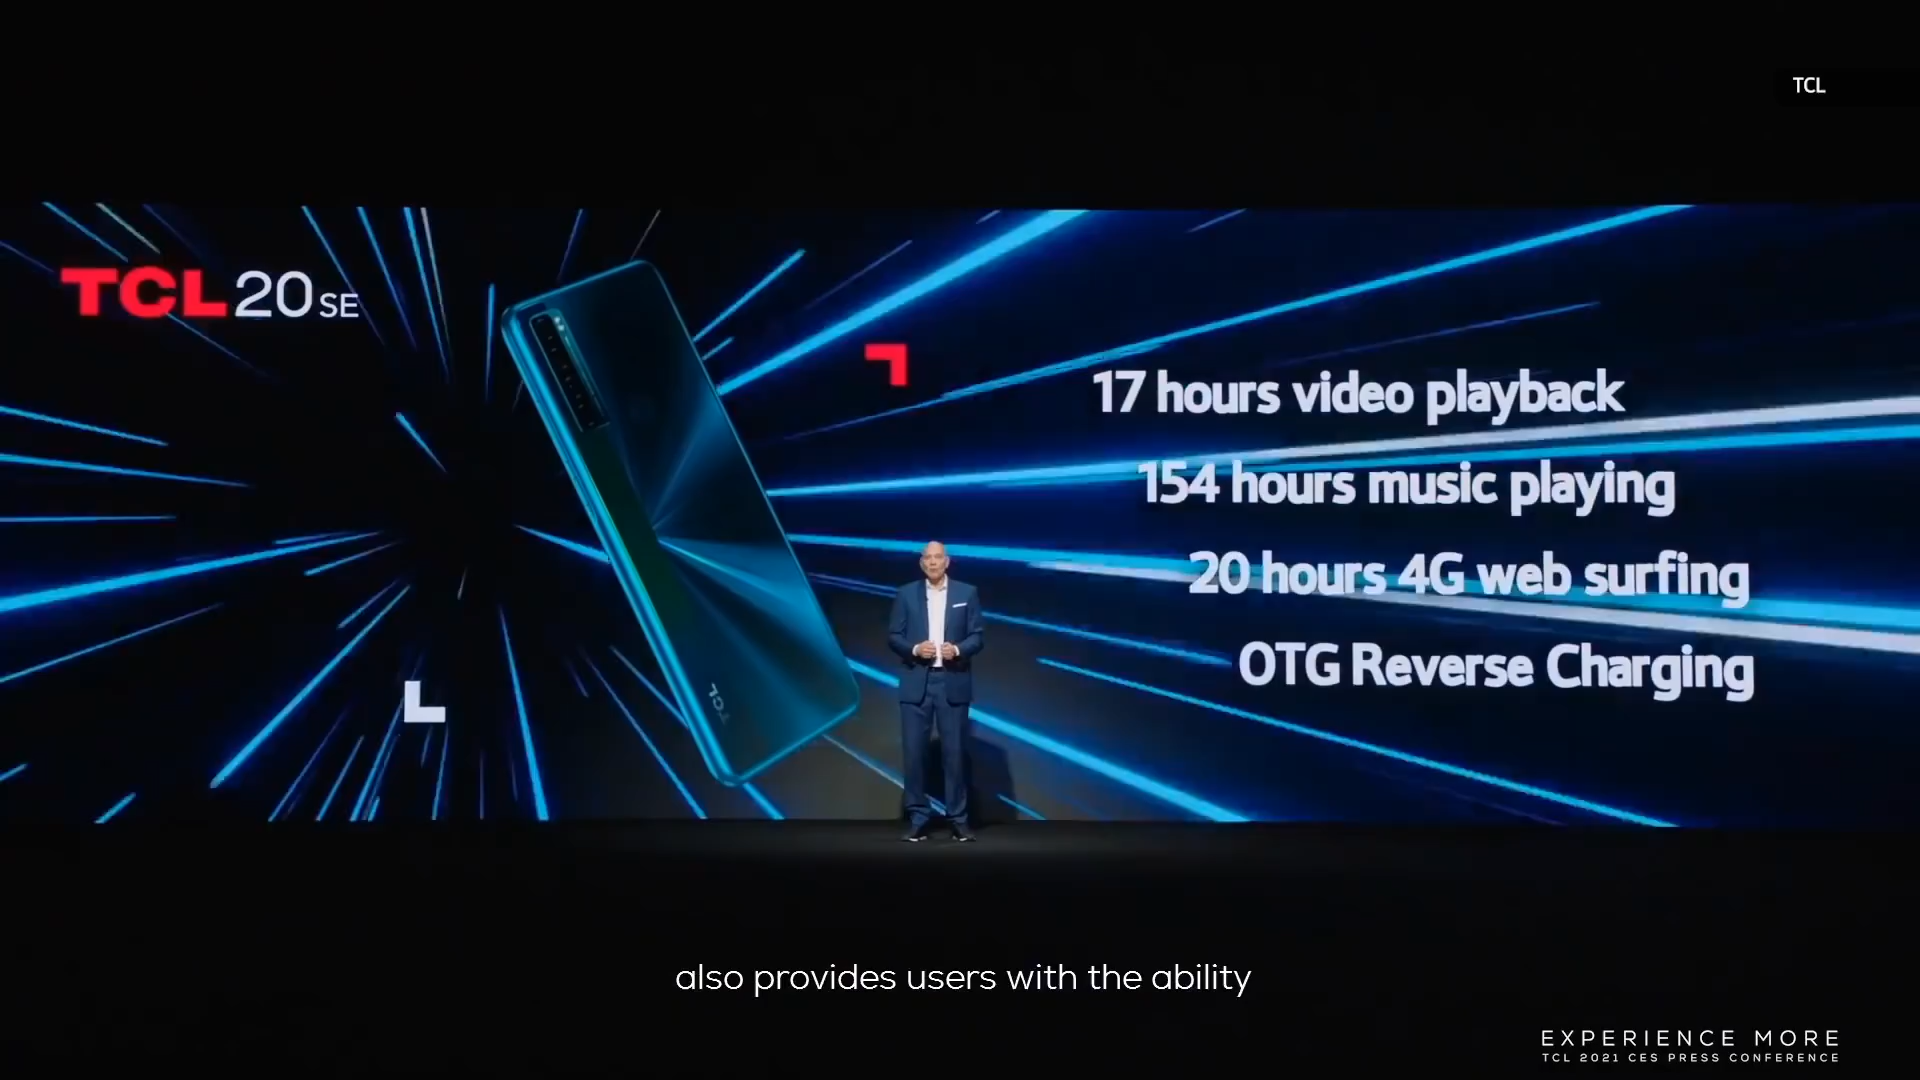 TCL
TCL 20 SE
17 hours video playback
154 hours music playing
20 hours 4G web surfing
OTG Reverse Charging
TCL
also provides users with the ability
EXPERIENCE MORE
TCL 2021 CES PRESS CONFERENCE